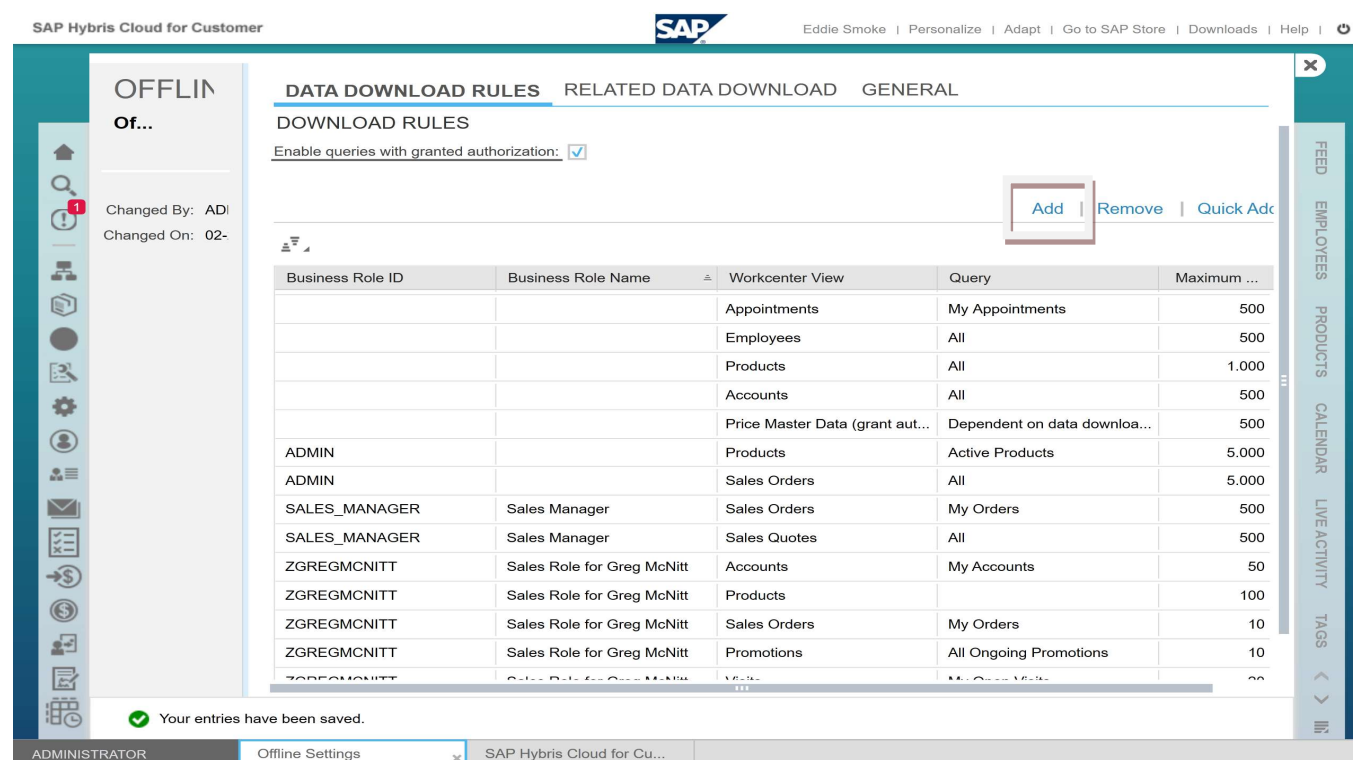 SAP Hybris Cloud for Customer
SAP
Eddie Smoke | Personalize | Adapt | Go to SAP Store | Downloads | Help |
OFFLIN
Of...
Changed By: AD
Changed On: 02-
DATA DOWNLOAD RULES RELATED DATA DOWNLOAD GENERAL
DOWNLOAD RULES
Enable queries with granted authorization:
Add | Remove | Quick Adc
Business Role ID Business Role Name Workcenter View Query Maximum ...
Appointments My Appointments 500
Employees All 500
Products All 1.000
Accounts All 500
Price Master Data (grant aut... Dependent on data downloa... 500
ADMIN Products Active Products 5.000
ADMIN Sales Orders All 5.000
SALES_MANAGER Sales Manager Sales Orders My Orders 500
SALES_MANAGER Sales Manager Sales Quotes All 500
ZGREGMCNITT Sales Role for Greg McNitt Accounts My Accounts 50
ZGREGMCNITT Sales Role for Greg McNitt Products 100
ZGREGMCNITT Sales Role for Greg McNitt Sales Orders My Orders 10
ZGREGMCNITT Sales Role for Greg McNitt Promotions All Ongoing Promotions 10
1
FEED
EMPLOYEES
PRODUCTS
CALENDAR
LIVE ACTIVITY
TAGS
Your entries have been saved.
ADMINISTRATOR Offline Settings SAP Hybris Cloud for Cu...